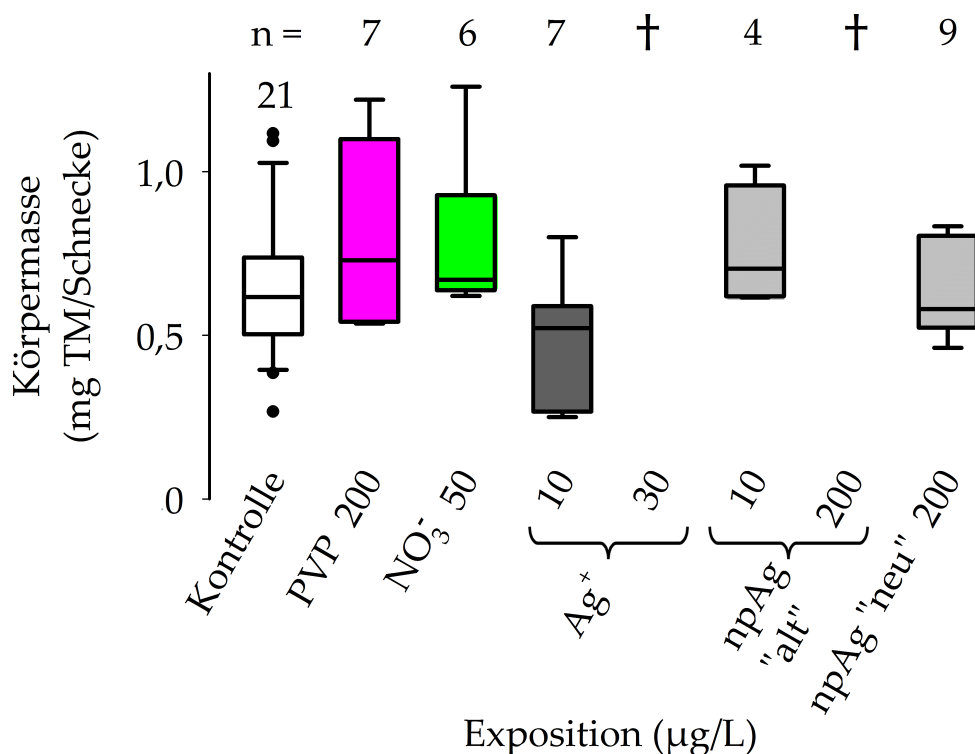 n = 7 6 7 † 4 † 9
21
Körpermasse
(mg TM/Schnecke)
1,0
0,5
0
Kontrolle
PVP 200
NO₃⁻ 50
10
30
Ag⁺
10
200
npAg
"alt"
npAg "neu" 200
Exposition (µg/L)